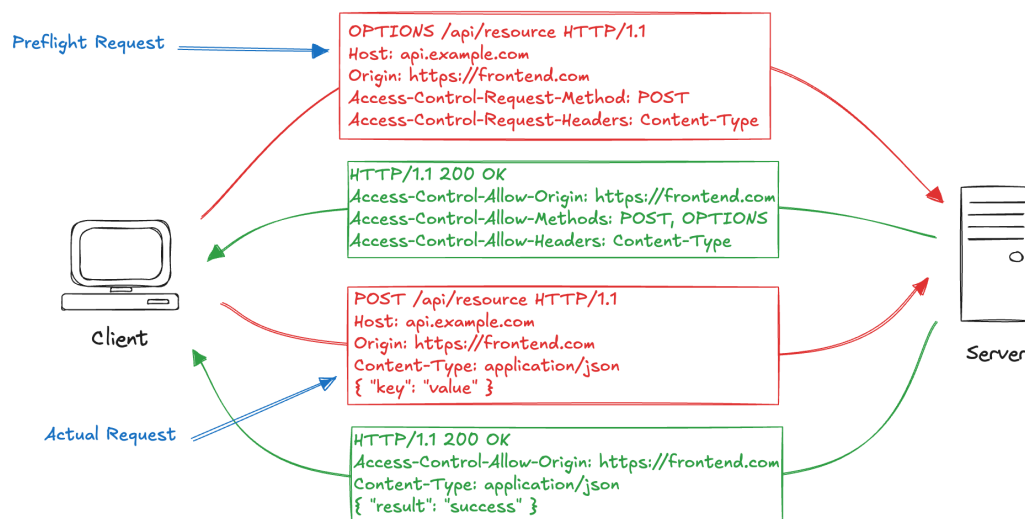 Preflight Request
OPTIONS /api/resource HTTP/1.1
Host: api.example.com
Origin: https://frontend.com
Access-Control-Request-Method: POST
Access-Control-Request-Headers: Content-Type
HTTP/1.1 200 OK
Access-Control-Allow-Origin: https://frontend.com
Access-Control-Allow-Methods: POST, OPTIONS
Access-Control-Allow-Headers: Content-Type
Client
Server
POST /api/resource HTTP/1.1
Host: api.example.com
Origin: https://frontend.com
Content-Type: application/json
{ "key": "value" }
Actual Request
HTTP/1.1 200 OK
Access-Control-Allow-Origin: https://frontend.com
Content-Type: application/json
{ "result": "success" }